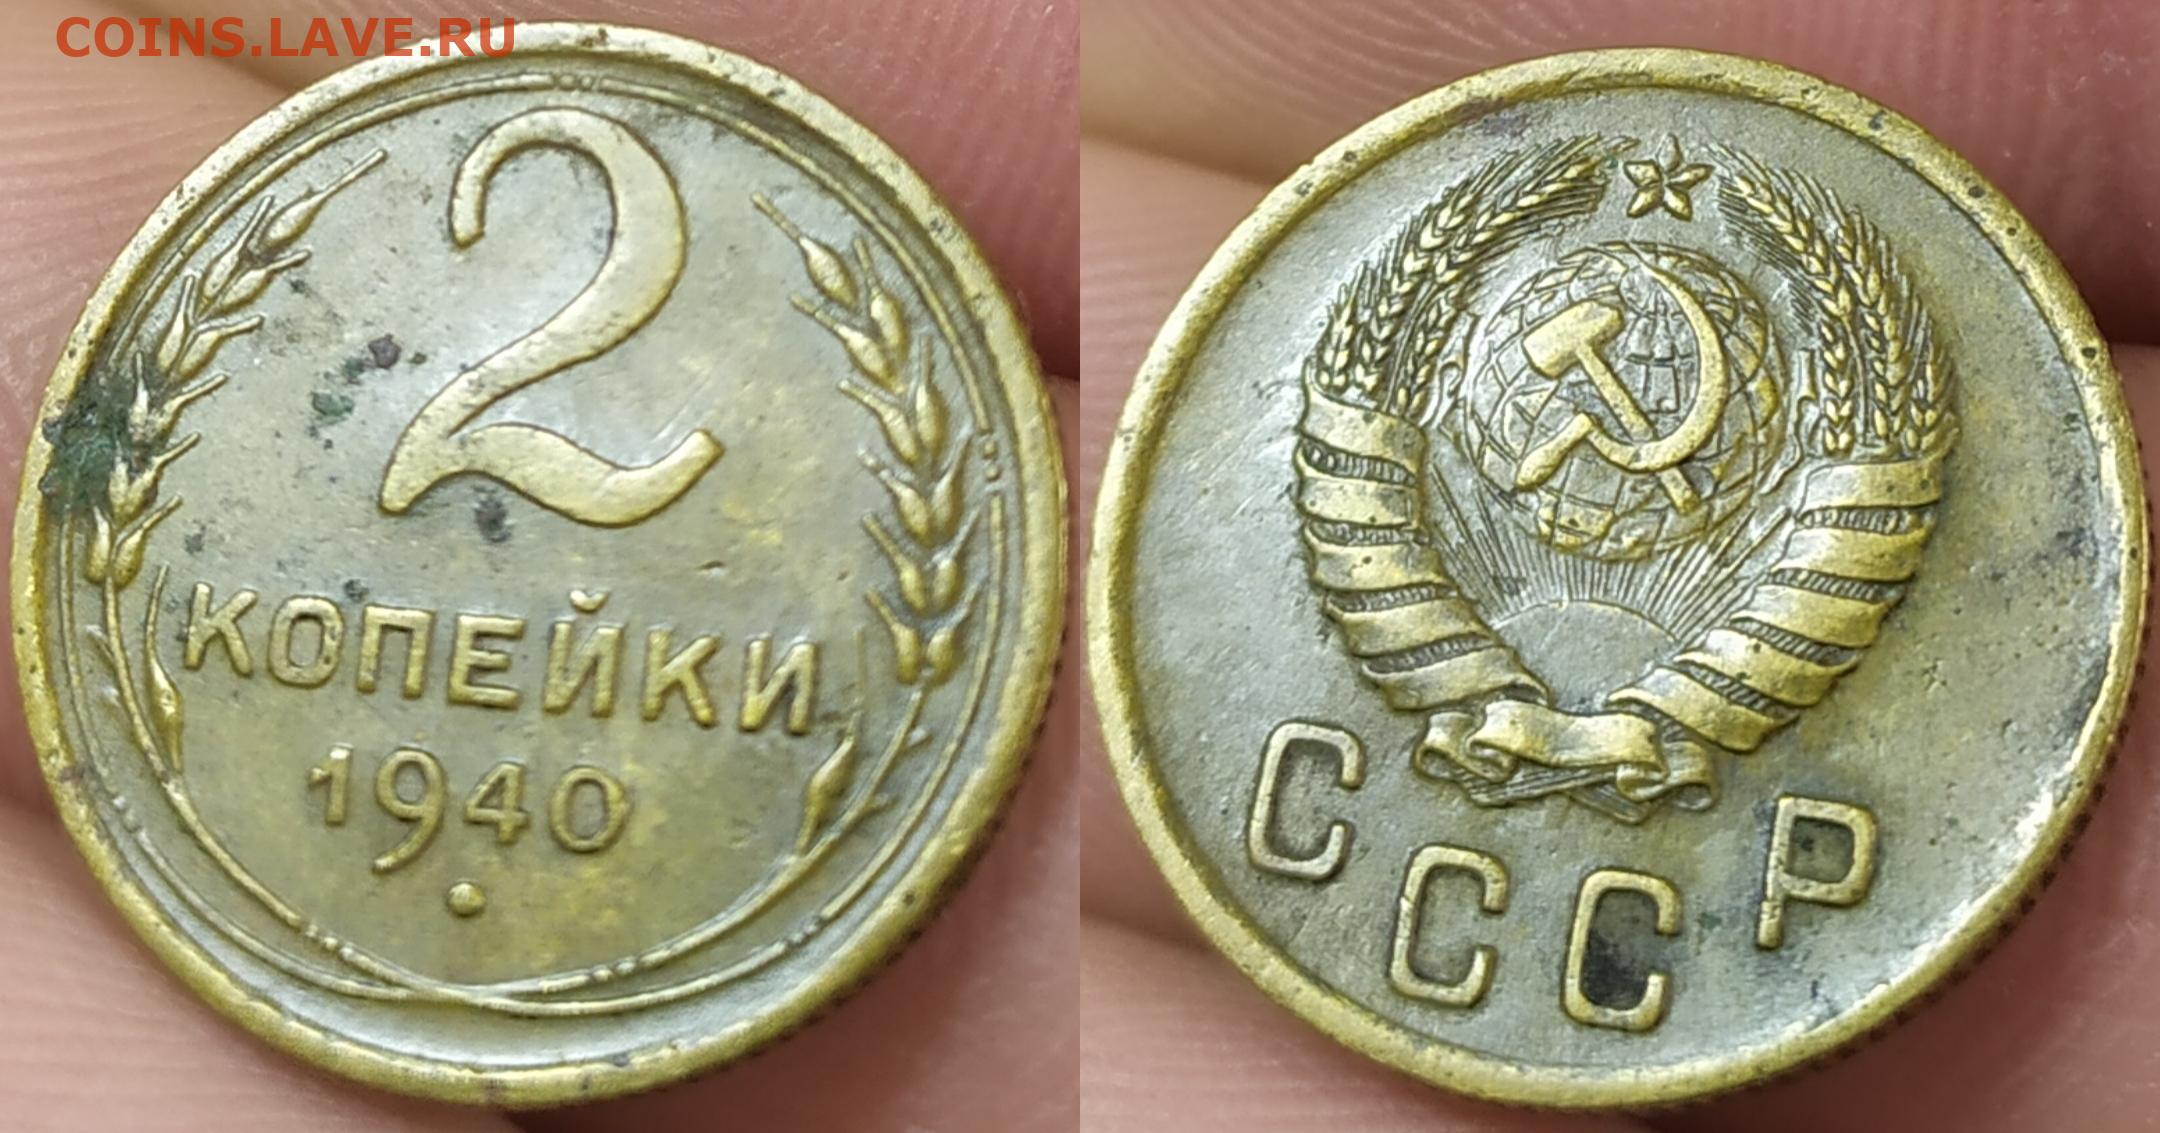 COINS.LAVE.RU
2
КОПЕЙКИ
1940
СССР